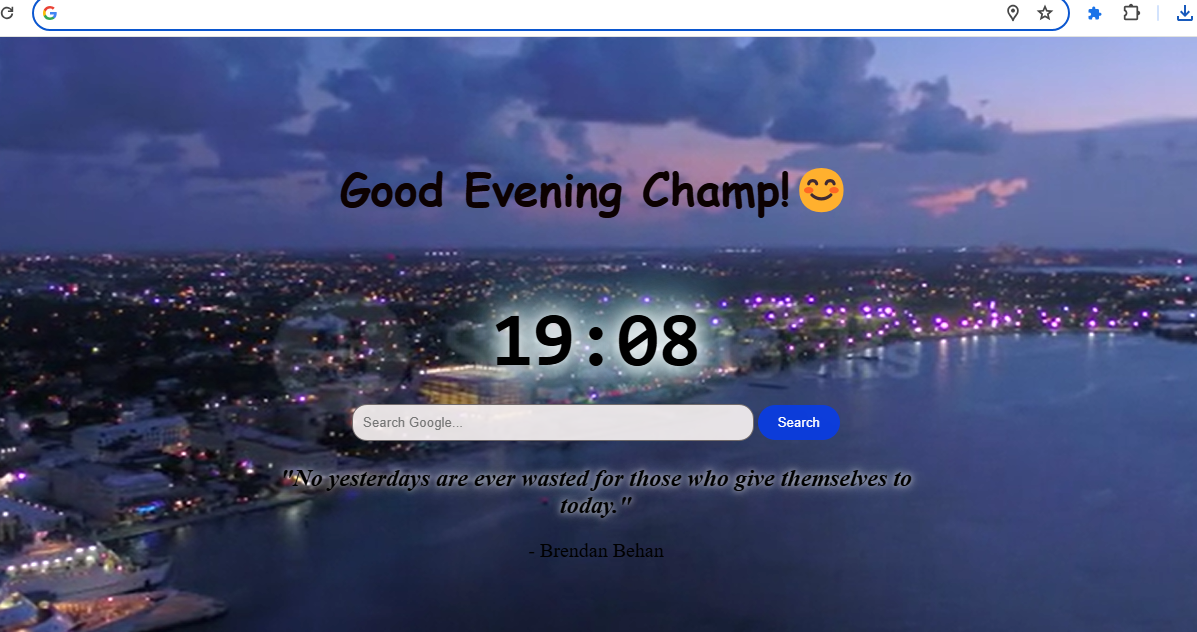 Good Evening Champ!😊
19:08
Search Google...
Search
"No yesterdays are ever wasted for those who give themselves to
today."
- Brendan Behan